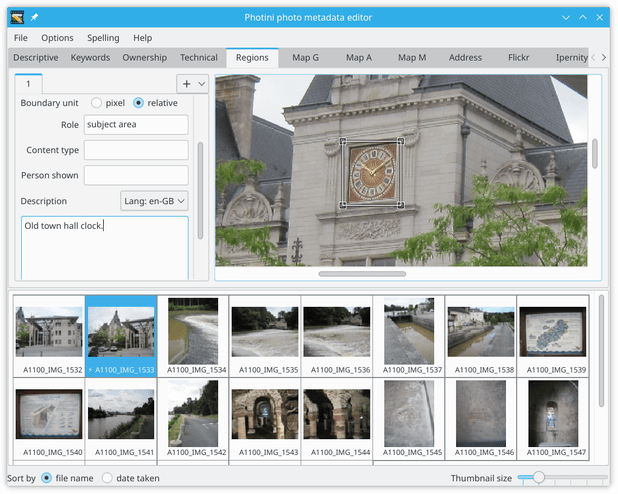 Photini photo metadata editor
File Options Spelling Help
Descriptive Keywords Ownership Technical Regions Map G Map A Map M Address Flickr Ipernity
1
Boundary unit pixel relative
Role subject area
Content type
Person shown
Description Lang: en-GB
Old town hall clock.
A1100_IMG_1532 A1100_IMG_1533 A1100_IMG_1534 A1100_IMG_1535 A1100_IMG_1536 A1100_IMG_1537 A1100_IMG_1538 A1100_IMG_1539
A1100_IMG_1540 A1100_IMG_1541 A1100_IMG_1542 A1100_IMG_1543 A1100_IMG_1544 A1100_IMG_1545 A1100_IMG_1546 A1100_IMG_1547
Sort by file name date taken Thumbnail size